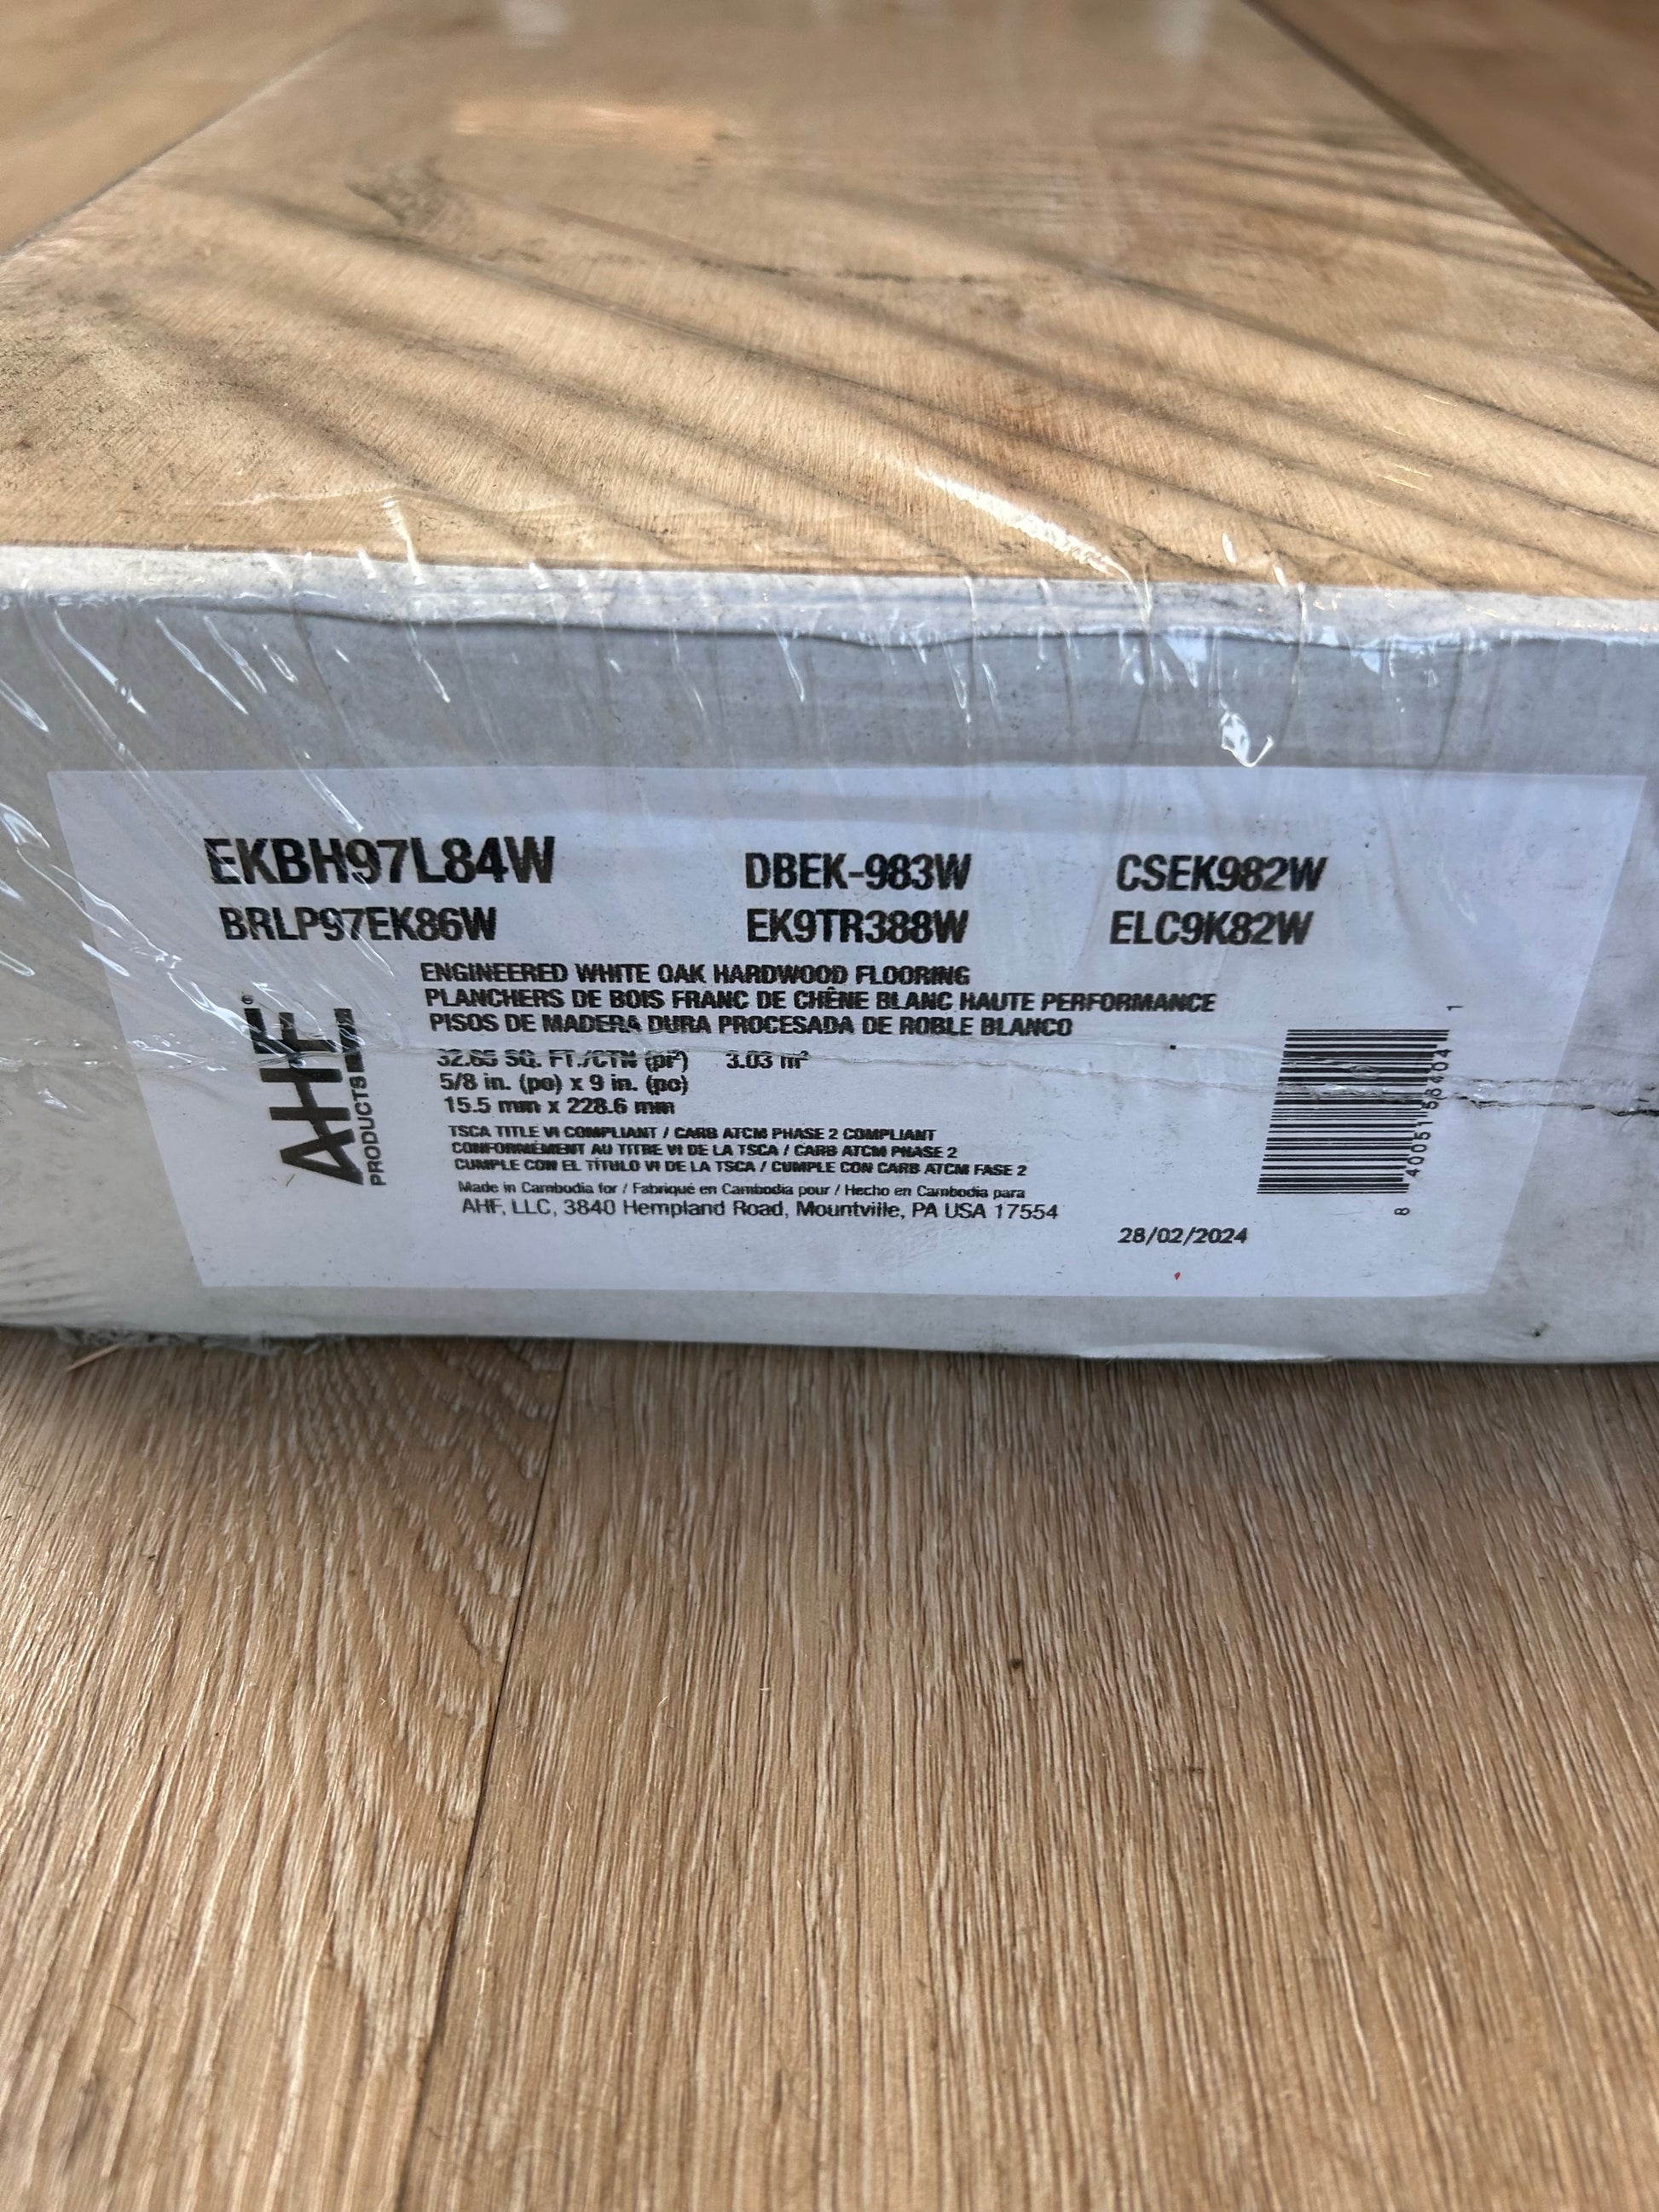 EKBH97L84W DBEK-983W CSEK982W
BRLP97EK86W EK9TR388W ELC9K82W
ENGINEERED WHITE OAK HARDWOOD FLOORING
PLANCHERS DE BOIS FRANC DE CHÊNE BLANC HAUTE PERFORMANCE
PISOS DE MADERA DURA PROCESADA DE ROBLE BLANCO
32.65 SQ. FT./CTN (pi²) 3.03 m²
5/8 in. (po) x 9 in. (po)
15.5 mm x 228.6 mm
TSCA TITLE VI COMPLIANT / CARB ATCM PHASE 2 COMPLIANT
CONFORMÉMENT AU TITRE VI DE LA TSCA / CARB ATCM PHASE 2
CUMPLE CON EL TÍTULO VI DE LA TSCA / CUMPLE CON CARB ATCM FASE 2
Made in Cambodia for / Fabriqué en Cambodia pour / Hecho en Cambodia para
AHF, LLC, 3840 Hempland Road, Mountville, PA USA 17554
28/02/2024
AHF®
PRODUCTS